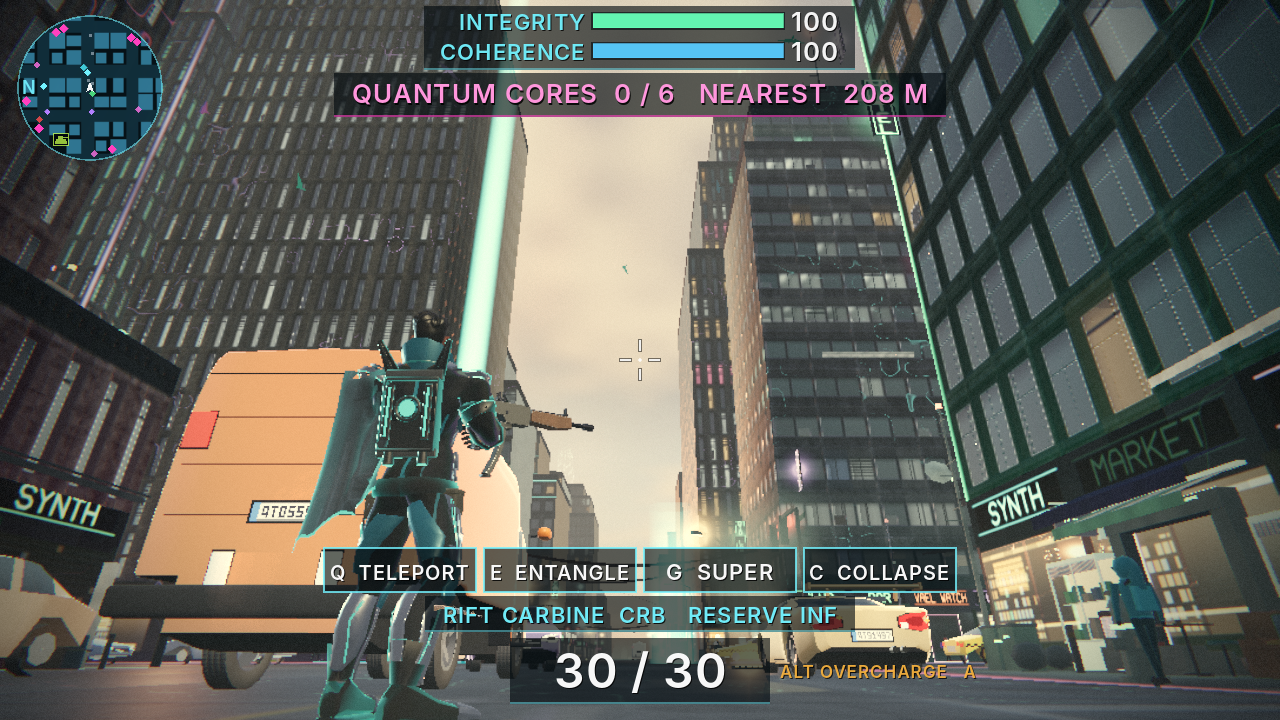 INTEGRITY 100
COHERENCE 100
QUANTUM CORES 0 / 6 NEAREST 208 M
N
MARKET
SYNTH
SYNTH
Q TELEPORT
E ENTANGLE
G SUPER
C COLLAPSE
RIFT CARBINE CRB RESERVE INF
30 / 30
ALT OVERCHARGE A